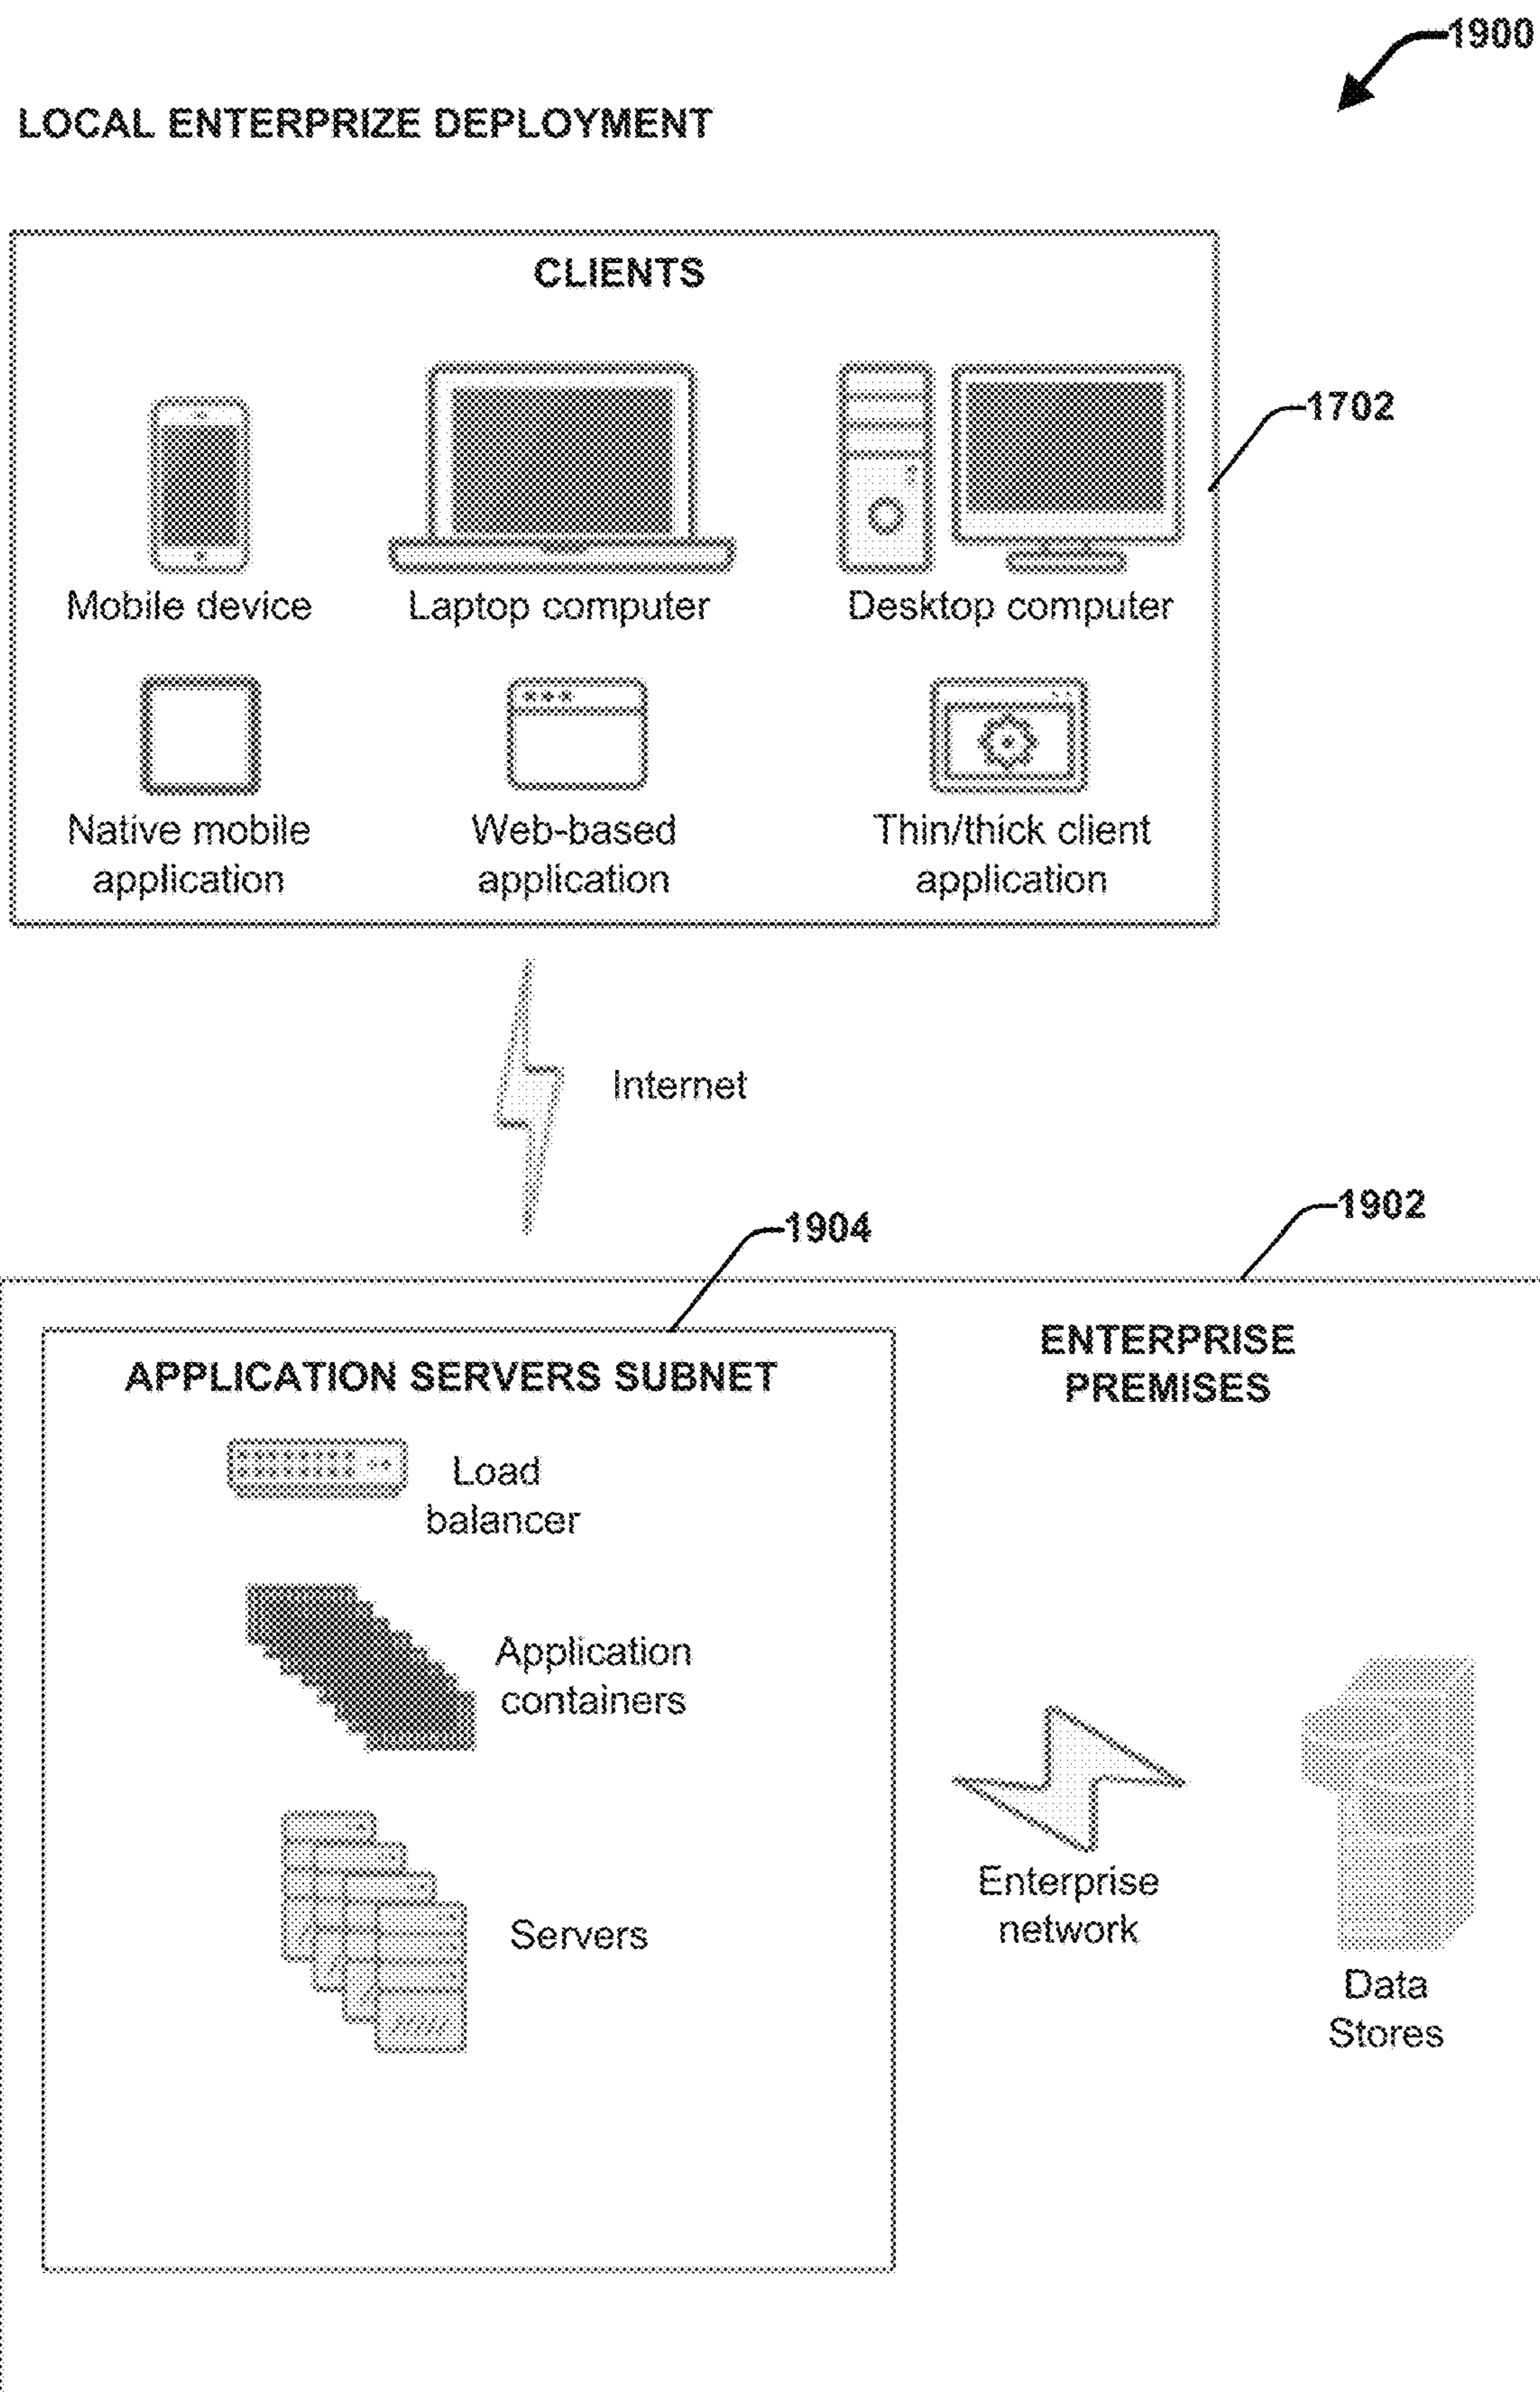 1900
LOCAL ENTERPRIZE DEPLOYMENT
CLIENTS
1702
Mobile device
Laptop computer
Desktop computer
Native mobile
application
Web-based
application
Thin/thick client
application
Internet
1904
1902
APPLICATION SERVERS SUBNET
ENTERPRISE
PREMISES
Load
balancer
Application
containers
Servers
Enterprise
network
Data
Stores